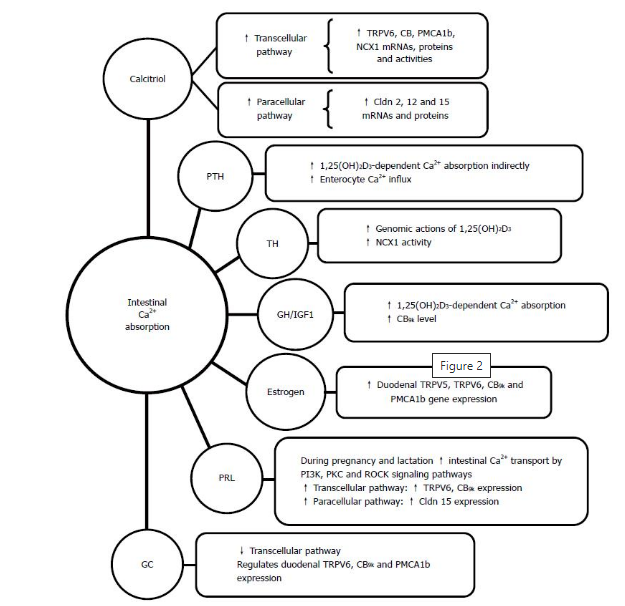 Calcitriol
↑ Transcellular
pathway
↑ TRPV6, CB, PMCA1b,
NCX1 mRNAs, proteins
and activities
↑ Paracellular
pathway
↑ Cldn 2, 12 and 15
mRNAs and proteins
PTH
↑ 1,25(OH)₂D₃-dependent Ca²⁺ absorption indirectly
↑ Enterocyte Ca²⁺ influx
TH
↑ Genomic actions of 1,25(OH)₂D₃
↑ NCX1 activity
Intestinal
Ca²⁺
absorption
GH/IGF1
↑ 1,25(OH)₂D₃-dependent Ca²⁺ absorption
↑ CB₉ₖ level
Figure 2
Estrogen
↑ Duodenal TRPV5, TRPV6, CB₉ₖ and
PMCA1b gene expression
PRL
During pregnancy and lactation ↑ intestinal Ca²⁺ transport by
PI3K, PKC and ROCK signaling pathways
↑ Transcellular pathway: ↑ TRPV6, CB₉ₖ expression
↑ Paracellular pathway: ↑ Cldn 15 expression
GC
↓ Transcellular pathway
Regulates duodenal TRPV6, CB₉ₖ and PMCA1b
expression